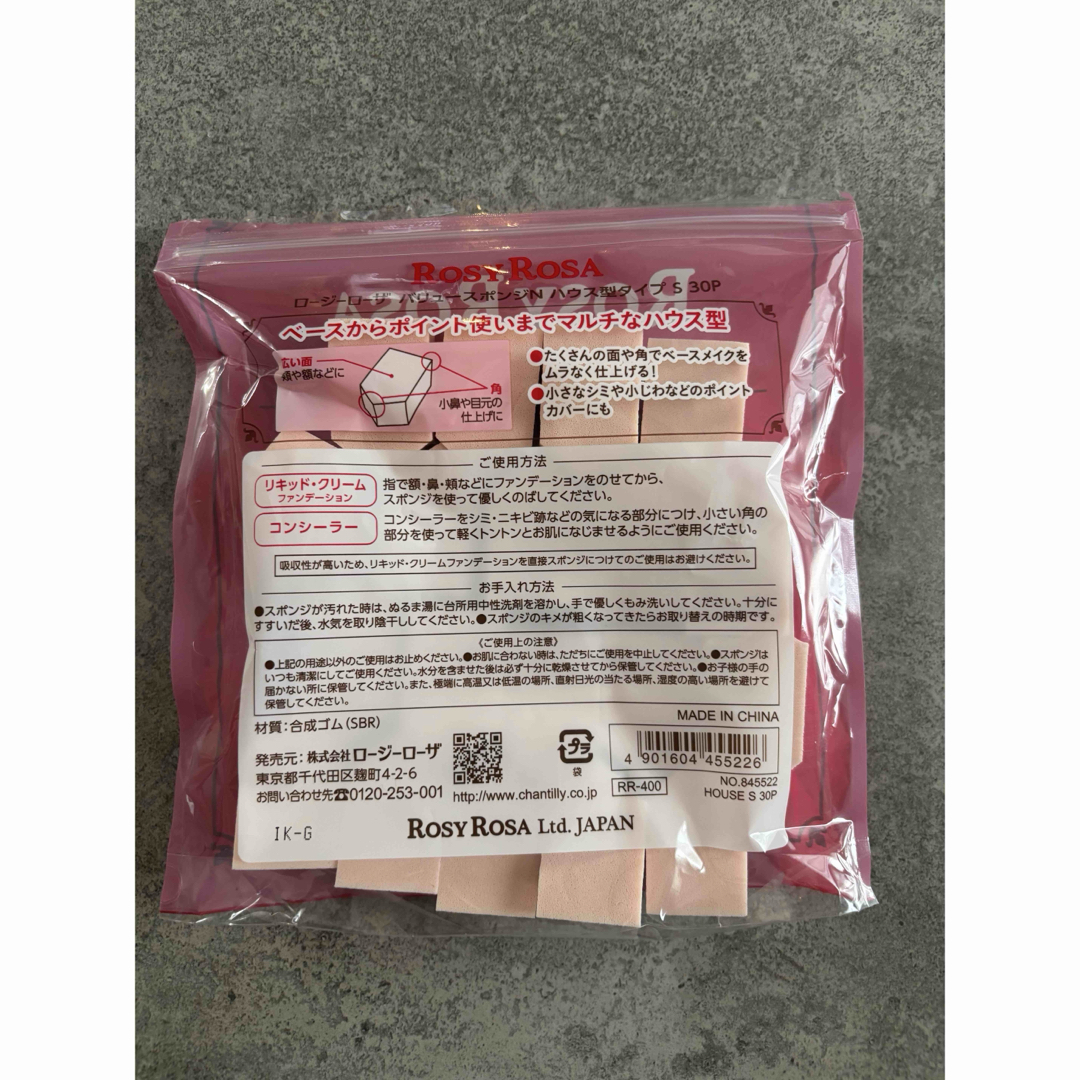 ROSY ROSA
ロージーローザ バリュースポンジN ハウス型タイプ S 30P
ベースからポイント使いまでマルチなハウス型
広い面
頬や額などに
角
小鼻や目元の
仕上げに
●たくさんの面や角でベースメイクを
ムラなく仕上げる!
●小さなシミや小じわなどのポイント
カバーにも
ご使用方法
リキッド・クリーム
ファンデーション
指で額・鼻・頬などにファンデーションをのせてから、
スポンジを使って優しくのばしてください。
コンシーラー
コンシーラーをシミ・ニキビ跡などの気になる部分につけ、小さい角の
部分を使って軽くトントンとお肌になじませるようにご使用ください。
吸収性が高いため、リキッド・クリームファンデーションを直接スポンジにつけてのご使用はお避けください。
お手入れ方法
●スポンジが汚れた時は、ぬるま湯に台所用中性洗剤を溶かし、手で優しくもみ洗いしてください。十分に
すすいだ後、水気を取り陰干ししてください。●スポンジのキメが粗くなってきたらお取り替えの時期です。
〈ご使用上の注意〉
●上記の用途以外のご使用はお止めください。●お肌に合わない時は、ただちにご使用を中止してください。●スポンジは
いつも清潔にしてご使用ください。水分を含ませた後は必ず十分に乾燥させてから保管してください。●お子様の手の
届かない所に保管してください。また、極端に高温又は低温の場所、直射日光の当たる場所、湿度の高い場所を避けて
保管してください。
材質:合成ゴム(SBR)
MADE IN CHINA
発売元:株式会社ロージーローザ
東京都千代田区麹町4-2-6
お問い合わせ先☎0120-253-001
http://www.chantilly.co.jp
プラ
袋
4 901604 455226
RR-400
NO.845522
HOUSE S 30P
IK-G
ROSY ROSA Ltd. JAPAN